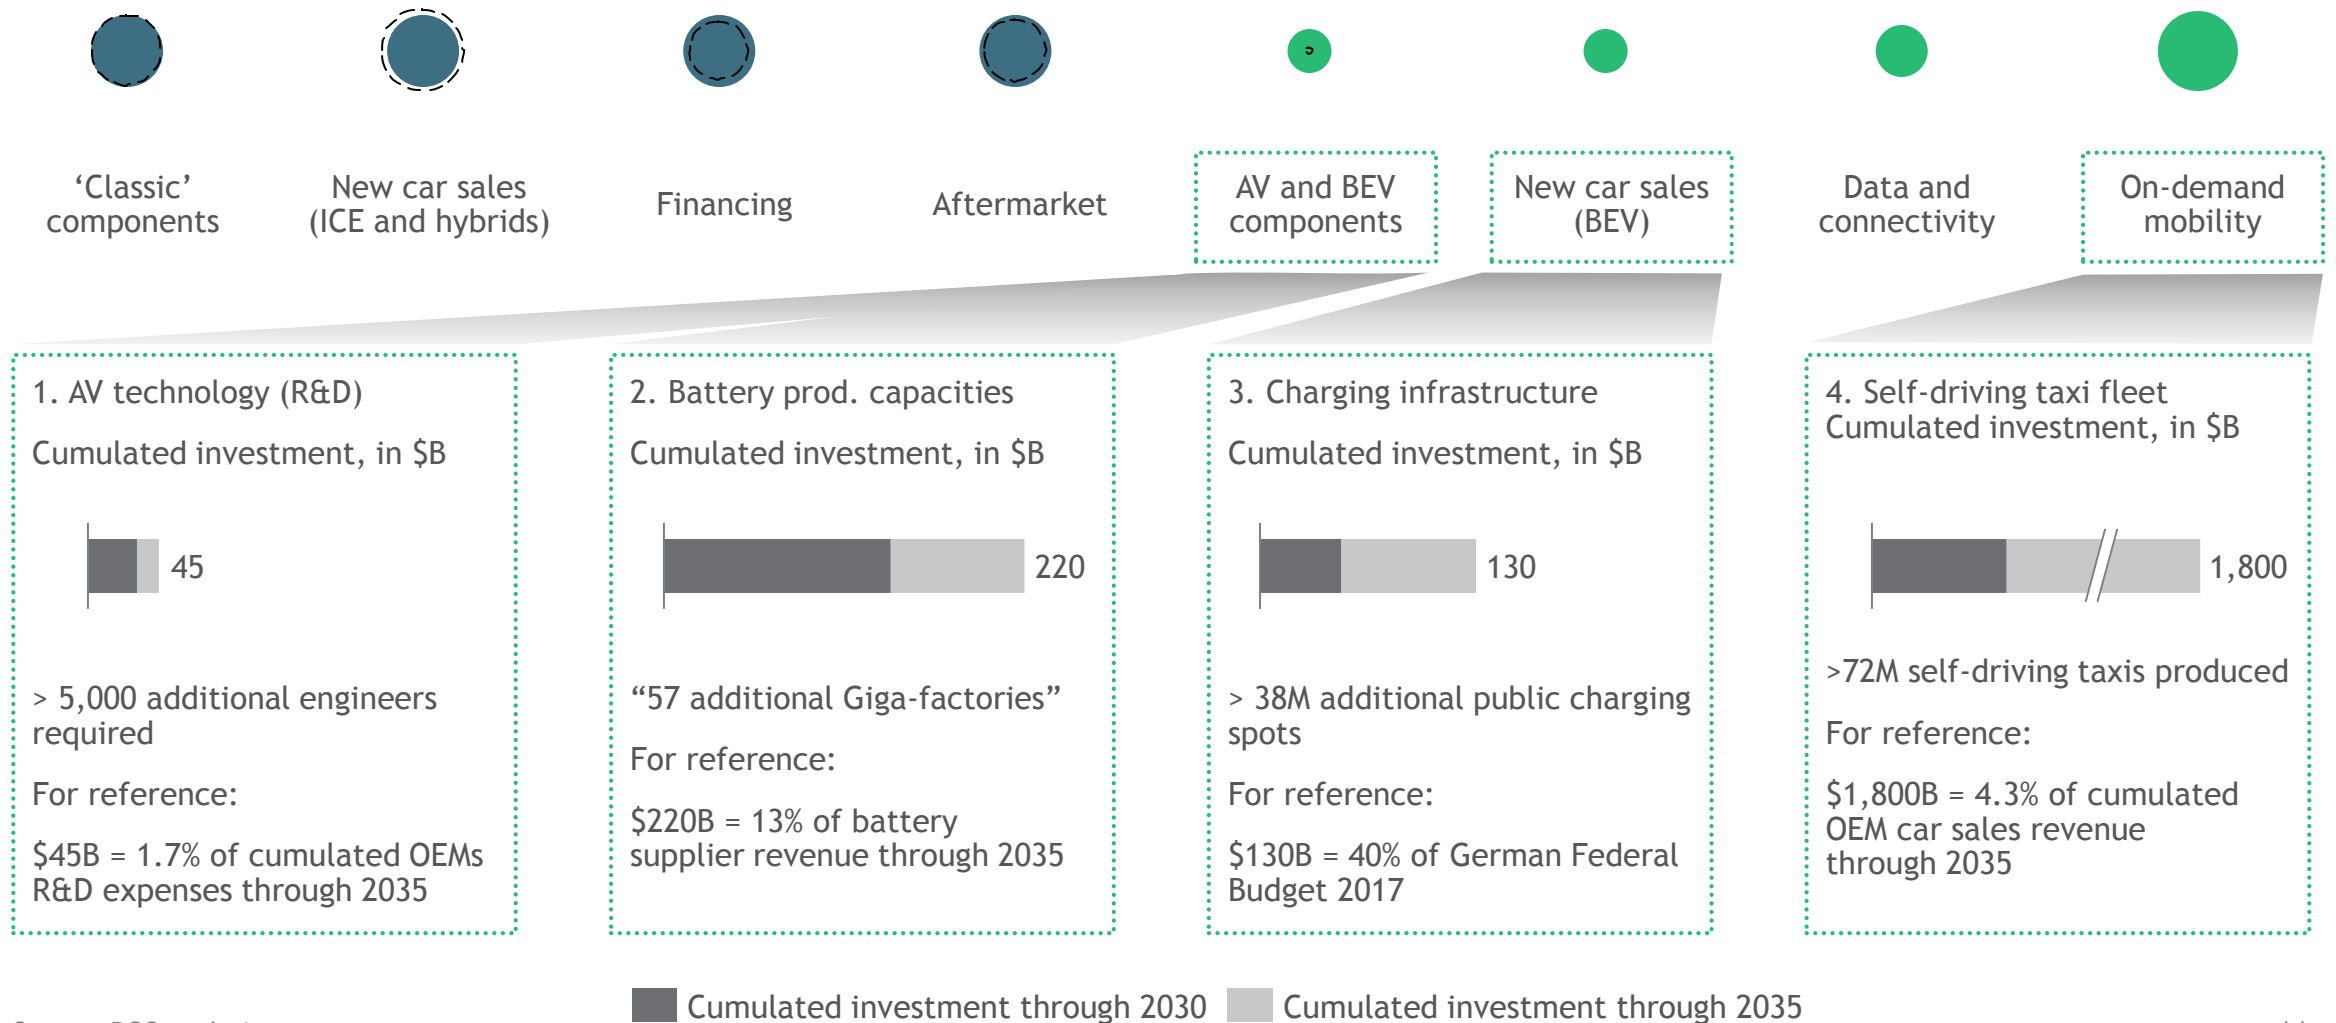 ‘Classic’
components
New car sales
(ICE and hybrids)
Financing
Aftermarket
AV and BEV
components
New car sales
(BEV)
Data and
connectivity
On-demand
mobility
1. AV technology (R&D)
Cumulated investment, in $B
45
> 5,000 additional engineers
required
For reference:
$45B = 1.7% of cumulated OEMs
R&D expenses through 2035
2. Battery prod. capacities
Cumulated investment, in $B
220
“57 additional Giga-factories”
For reference:
$220B = 13% of battery
supplier revenue through 2035
3. Charging infrastructure
Cumulated investment, in $B
130
> 38M additional public charging
spots
For reference:
$130B = 40% of German Federal
Budget 2017
4. Self-driving taxi fleet
Cumulated investment, in $B
1,800
>72M self-driving taxis produced
For reference:
$1,800B = 4.3% of cumulated
OEM car sales revenue
through 2035
Cumulated investment through 2030
Cumulated investment through 2035